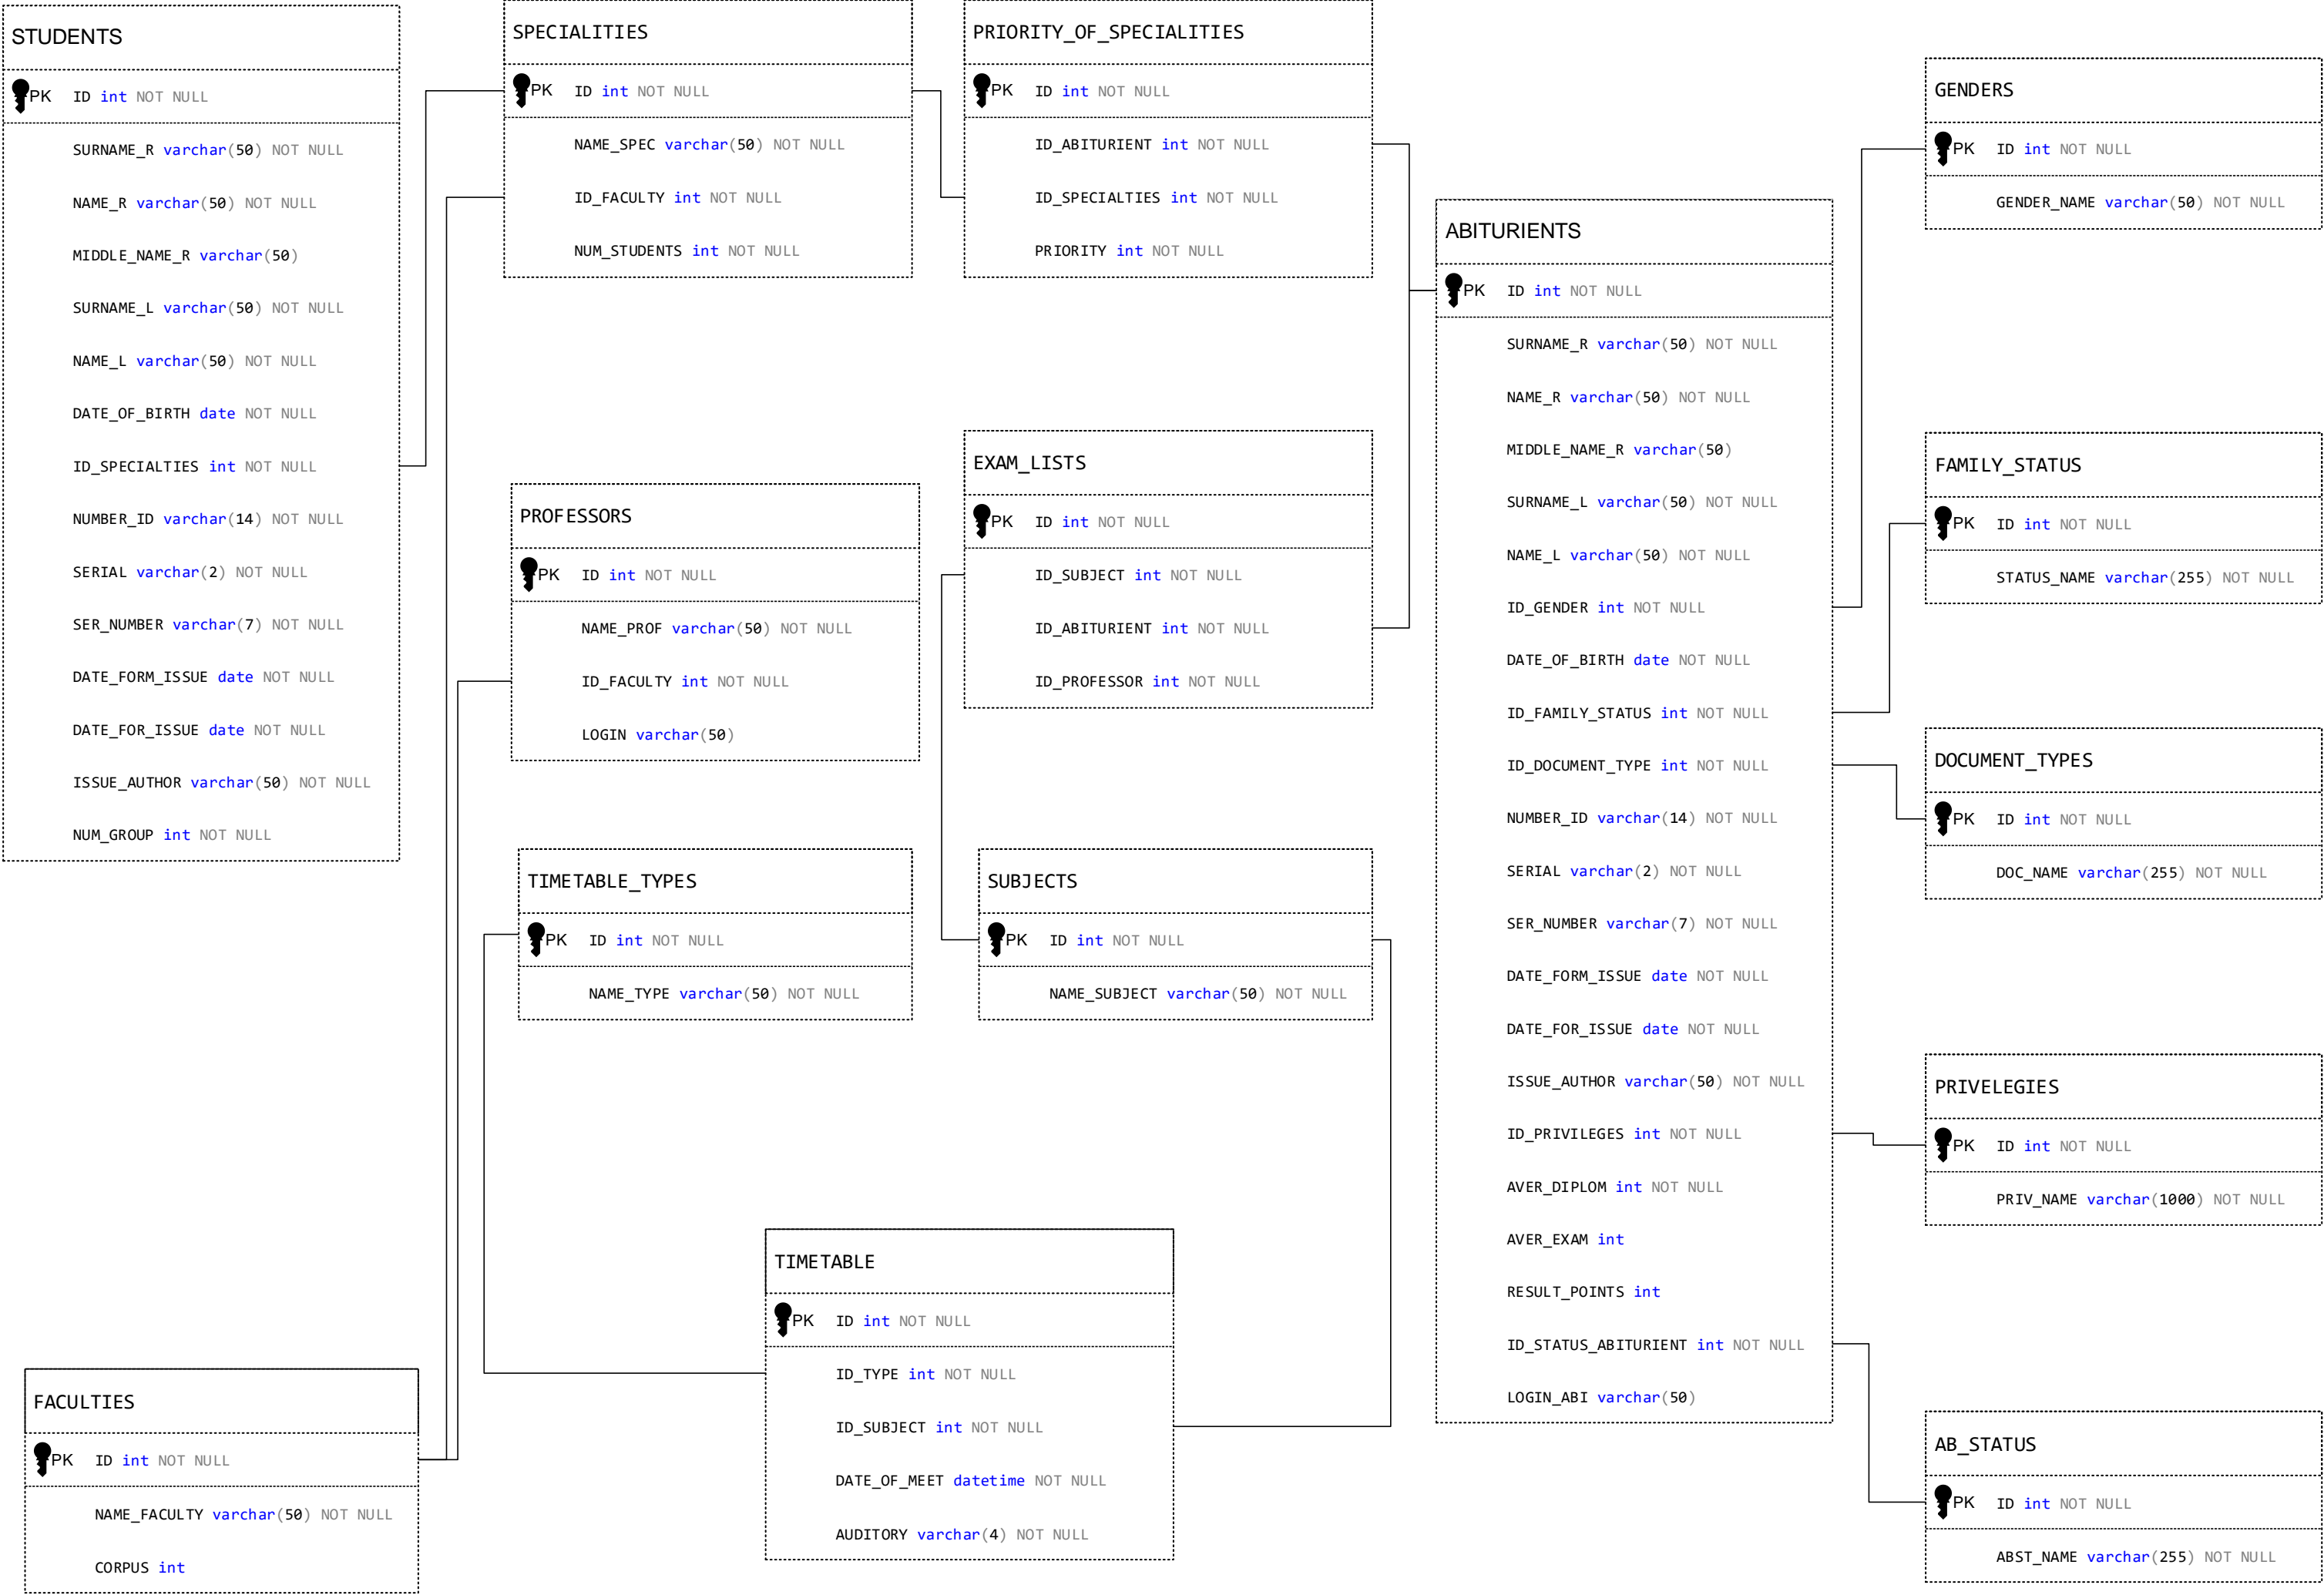 STUDENTS
PK ID int NOT NULL
SURNAME_R varchar(50) NOT NULL
NAME_R varchar(50) NOT NULL
MIDDLE_NAME_R varchar(50)
SURNAME_L varchar(50) NOT NULL
NAME_L varchar(50) NOT NULL
DATE_OF_BIRTH date NOT NULL
ID_SPECIALTIES int NOT NULL
NUMBER_ID varchar(14) NOT NULL
SERIAL varchar(2) NOT NULL
SER_NUMBER varchar(7) NOT NULL
DATE_FORM_ISSUE date NOT NULL
DATE_FOR_ISSUE date NOT NULL
ISSUE_AUTHOR varchar(50) NOT NULL
NUM_GROUP int NOT NULL
SPECIALITIES
PK ID int NOT NULL
NAME_SPEC varchar(50) NOT NULL
ID_FACULTY int NOT NULL
NUM_STUDENTS int NOT NULL
PRIORITY_OF_SPECIALITIES
PK ID int NOT NULL
ID_ABITURIENT int NOT NULL
ID_SPECIALTIES int NOT NULL
PRIORITY int NOT NULL
PROFESSORS
PK ID int NOT NULL
NAME_PROF varchar(50) NOT NULL
ID_FACULTY int NOT NULL
LOGIN varchar(50)
EXAM_LISTS
PK ID int NOT NULL
ID_SUBJECT int NOT NULL
ID_ABITURIENT int NOT NULL
ID_PROFESSOR int NOT NULL
TIMETABLE_TYPES
PK ID int NOT NULL
NAME_TYPE varchar(50) NOT NULL
SUBJECTS
PK ID int NOT NULL
NAME_SUBJECT varchar(50) NOT NULL
TIMETABLE
PK ID int NOT NULL
ID_TYPE int NOT NULL
ID_SUBJECT int NOT NULL
DATE_OF_MEET datetime NOT NULL
AUDITORY varchar(4) NOT NULL
FACULTIES
PK ID int NOT NULL
NAME_FACULTY varchar(50) NOT NULL
CORPUS int
ABITURIENTS
PK ID int NOT NULL
SURNAME_R varchar(50) NOT NULL
NAME_R varchar(50) NOT NULL
MIDDLE_NAME_R varchar(50)
SURNAME_L varchar(50) NOT NULL
NAME_L varchar(50) NOT NULL
ID_GENDER int NOT NULL
DATE_OF_BIRTH date NOT NULL
ID_FAMILY_STATUS int NOT NULL
ID_DOCUMENT_TYPE int NOT NULL
NUMBER_ID varchar(14) NOT NULL
SERIAL varchar(2) NOT NULL
SER_NUMBER varchar(7) NOT NULL
DATE_FORM_ISSUE date NOT NULL
DATE_FOR_ISSUE date NOT NULL
ISSUE_AUTHOR varchar(50) NOT NULL
ID_PRIVILEGES int NOT NULL
AVER_DIPLOM int NOT NULL
AVER_EXAM int
RESULT_POINTS int
ID_STATUS_ABITURIENT int NOT NULL
LOGIN_ABI varchar(50)
GENDERS
PK ID int NOT NULL
GENDER_NAME varchar(50) NOT NULL
FAMILY_STATUS
PK ID int NOT NULL
STATUS_NAME varchar(255) NOT NULL
DOCUMENT_TYPES
PK ID int NOT NULL
DOC_NAME varchar(255) NOT NULL
PRIVELEGIES
PK ID int NOT NULL
PRIV_NAME varchar(1000) NOT NULL
AB_STATUS
PK ID int NOT NULL
ABST_NAME varchar(255) NOT NULL